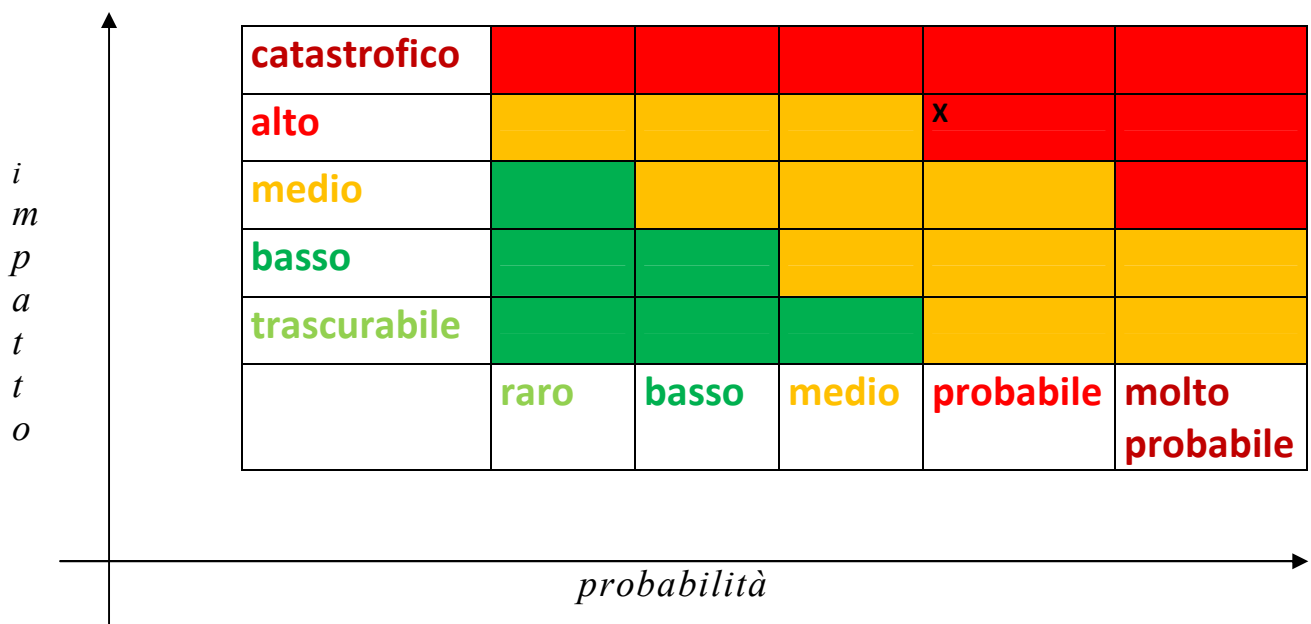 catastrofico
alto x
medio
basso
trascurabile
raro basso medio probabile molto
probabile
i
m
p
a
t
t
o
probabilità